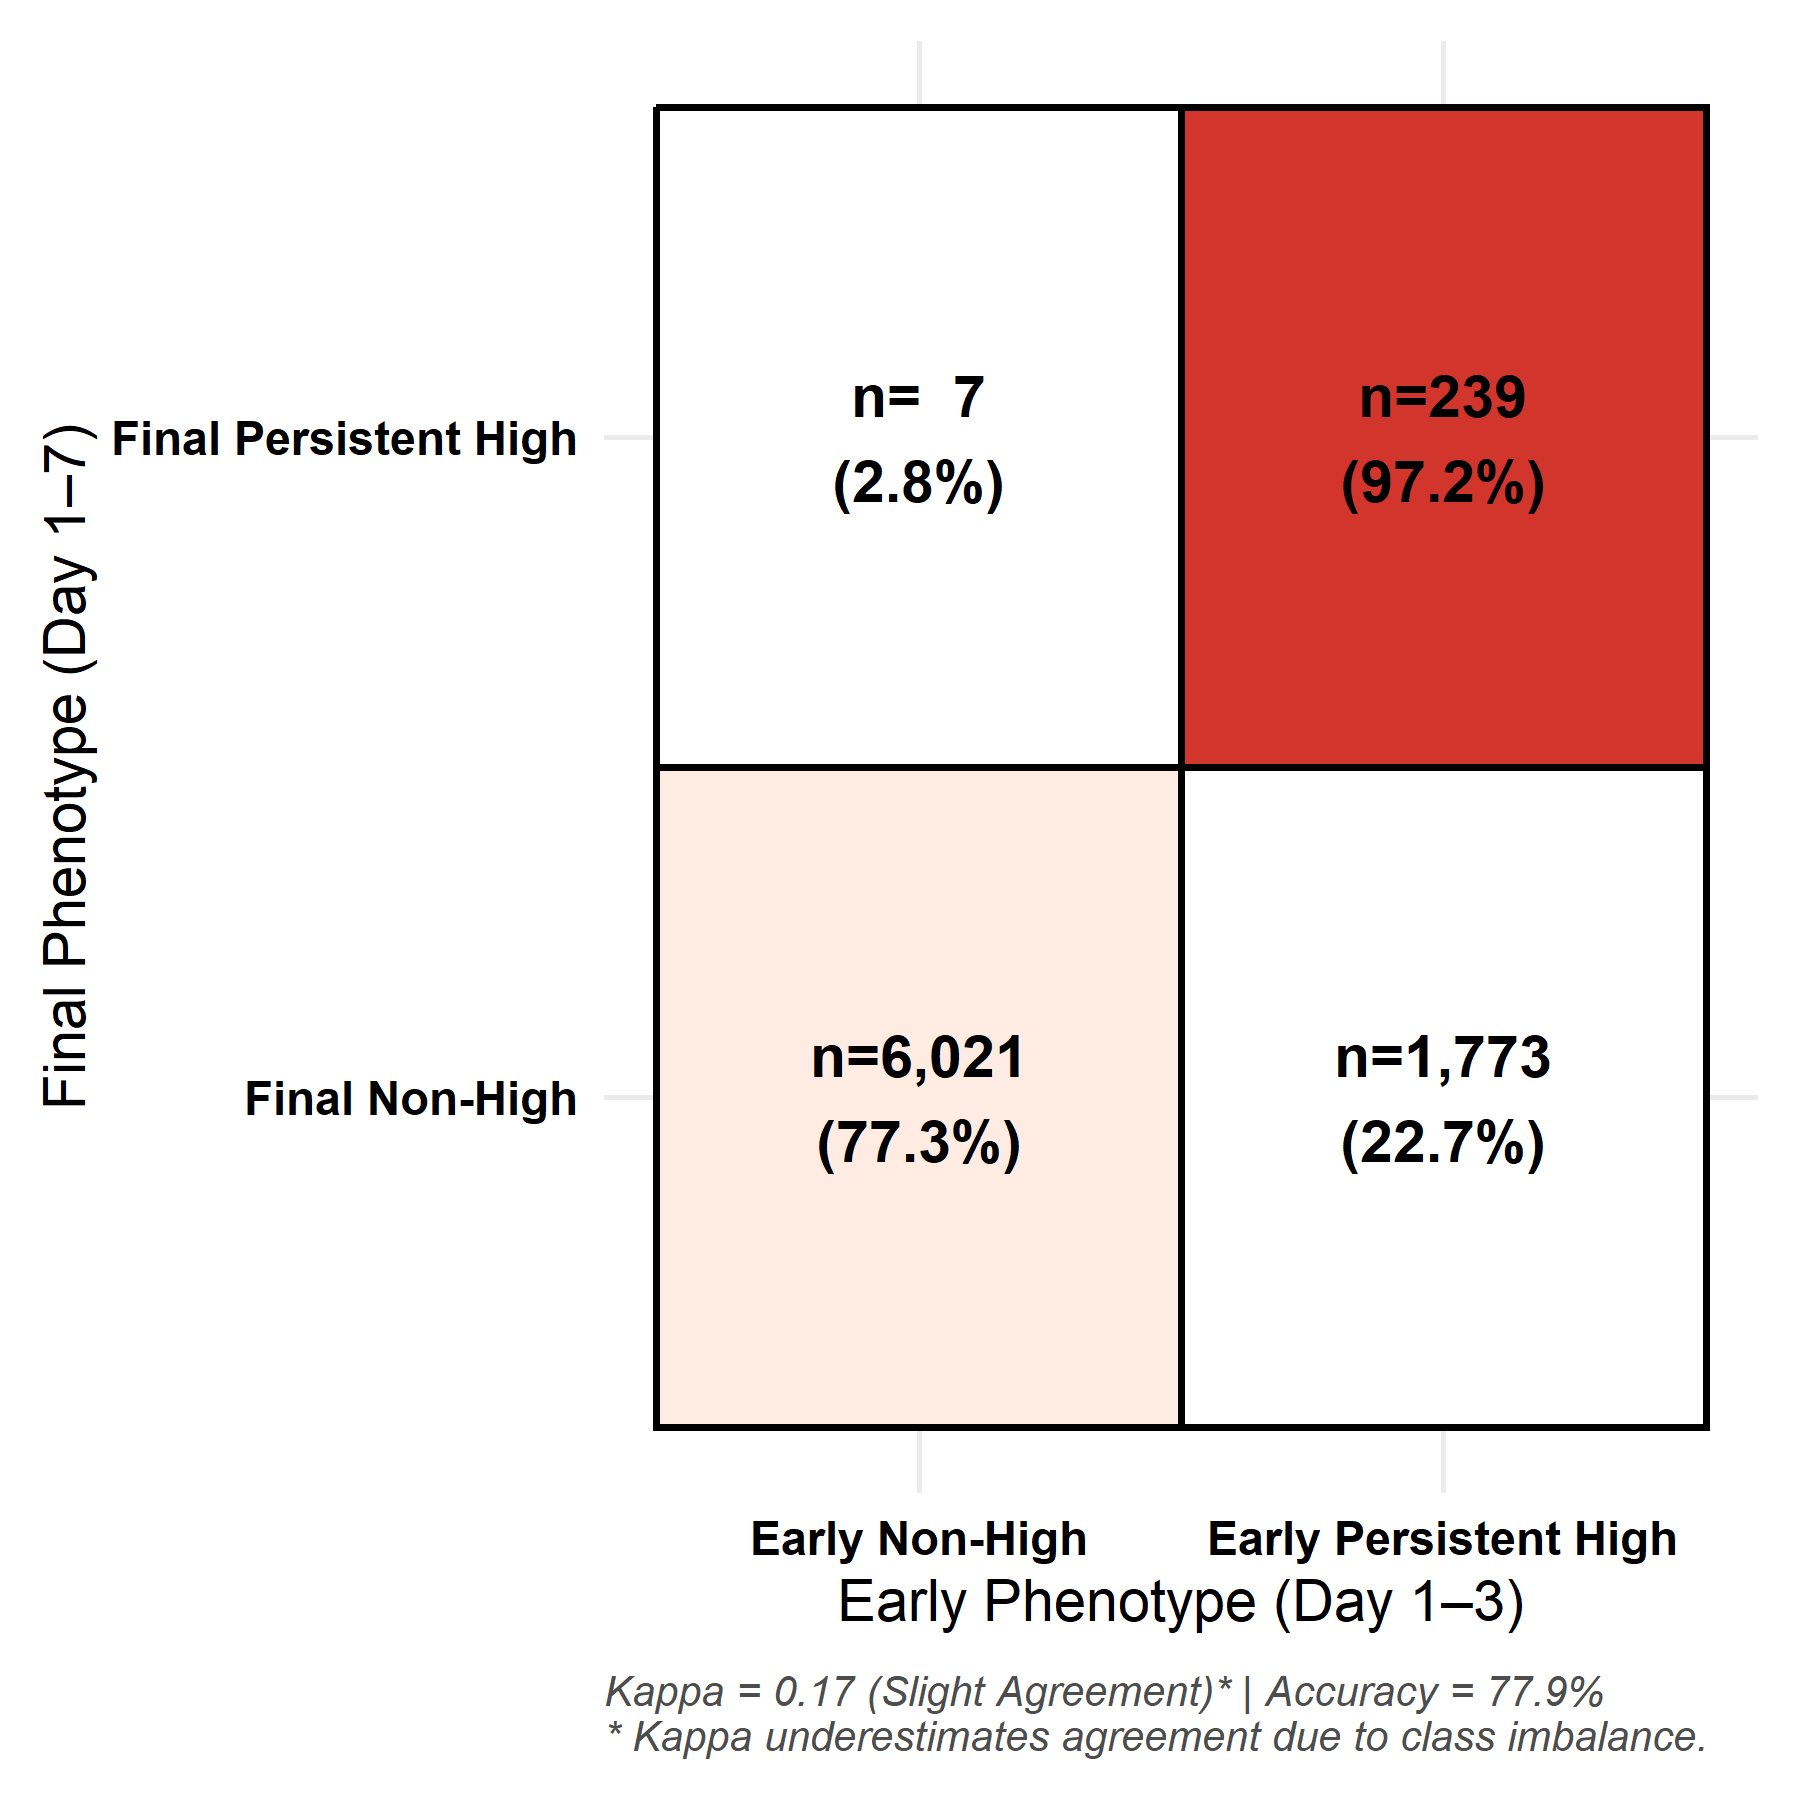 Final Phenotype (Day 1–7)
Final Persistent High
n=  7
(2.8%)
n=239
(97.2%)
Final Non-High
n=6,021
(77.3%)
n=1,773
(22.7%)
Early Non-High
Early Persistent High
Early Phenotype (Day 1–3)
Kappa = 0.17 (Slight Agreement)* | Accuracy = 77.9%
* Kappa underestimates agreement due to class imbalance.